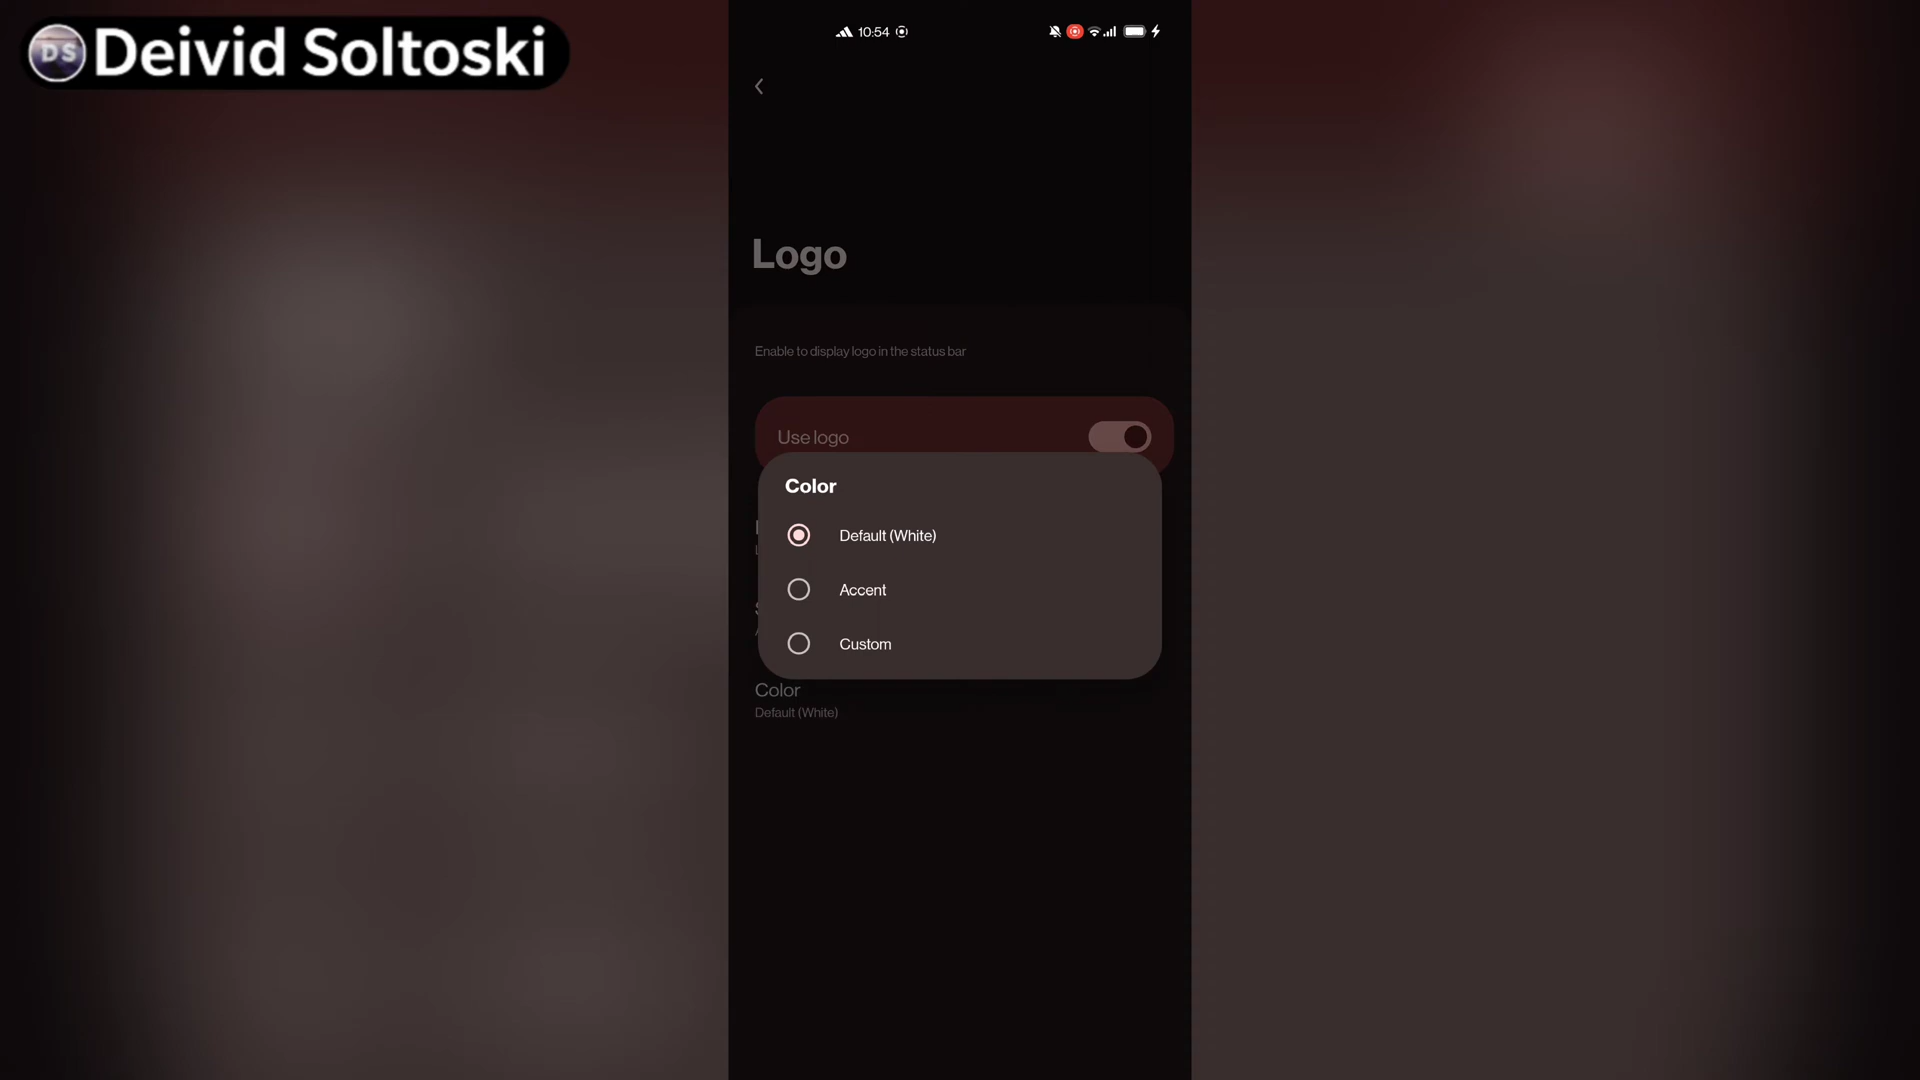 DS Deivid Soltoski
10:54
Logo
Enable to display logo in the status bar
Use logo
Color
Default (White)
Accent
Custom
Color
Default (White)